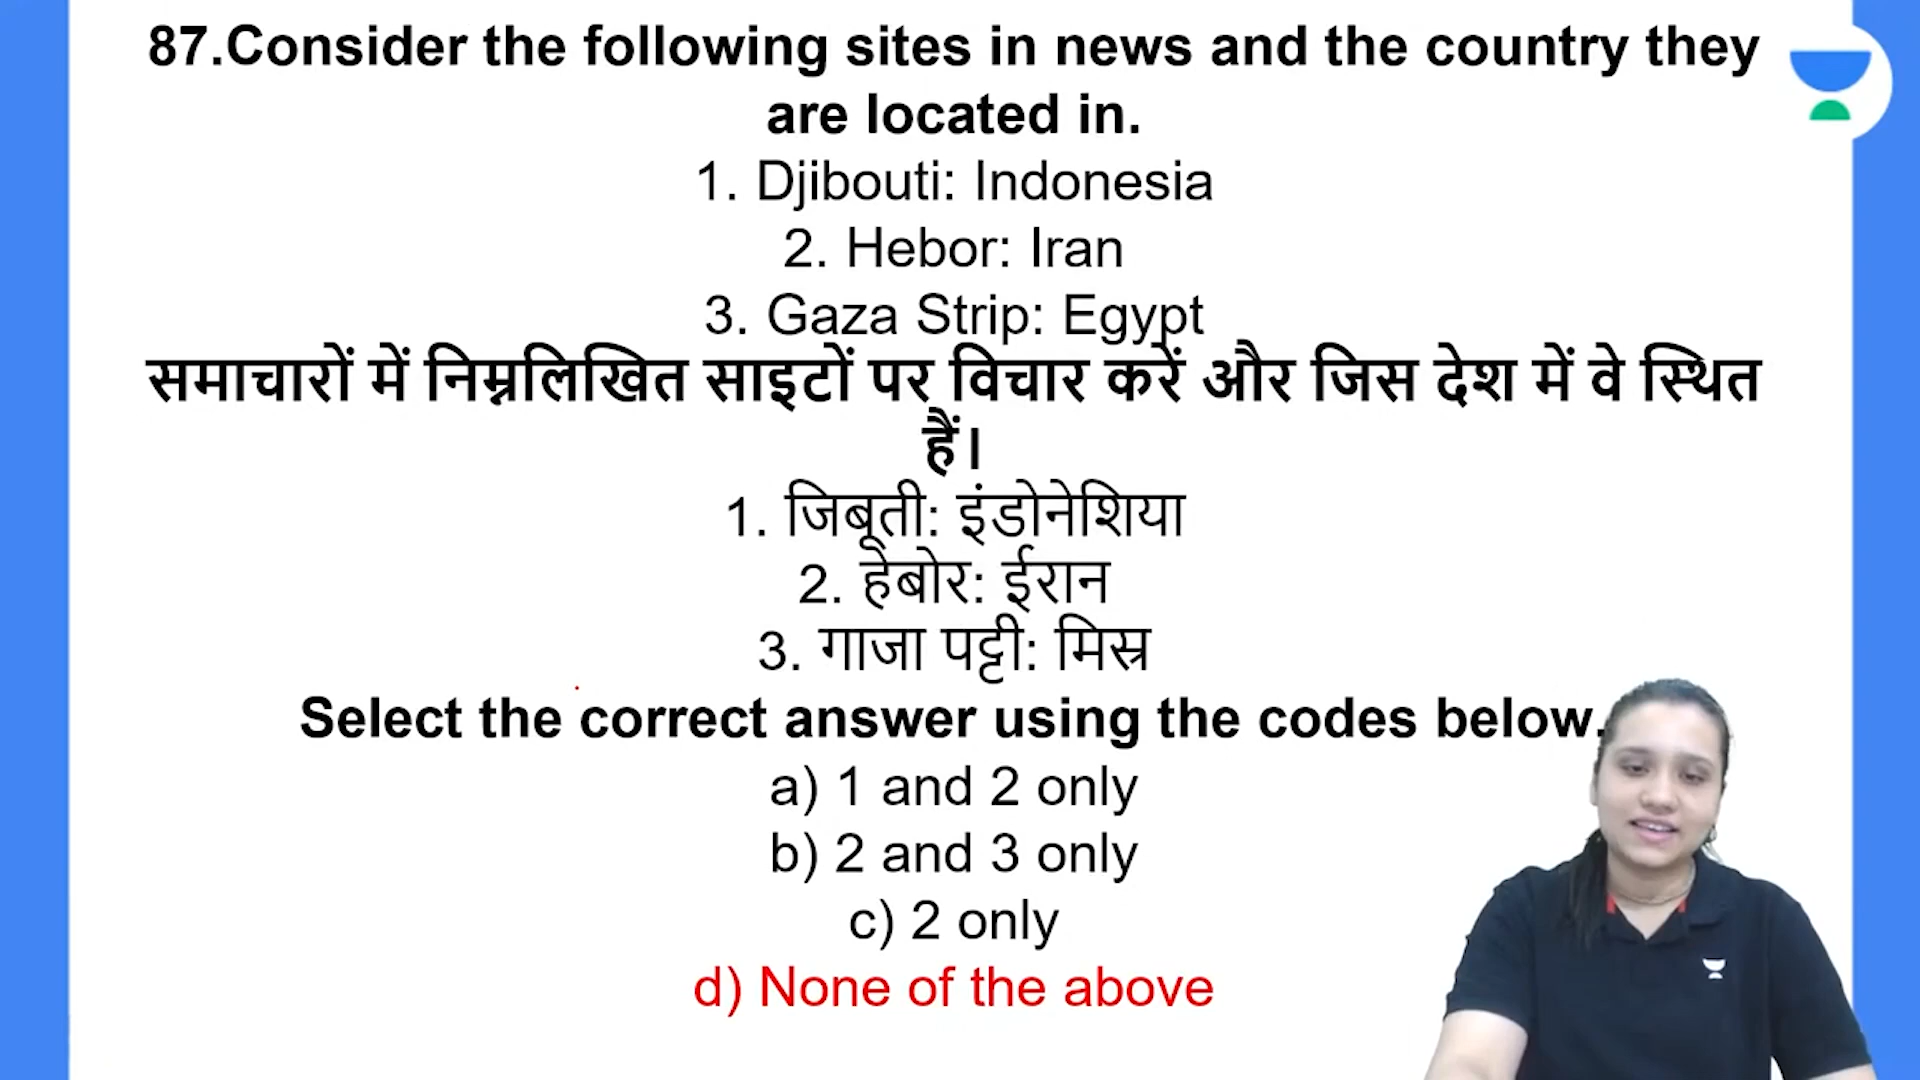 87.Consider the following sites in news and the country they
are located in.
1. Djibouti: Indonesia
2. Hebor: Iran
3. Gaza Strip: Egypt
समाचारों में निम्नलिखित साइटों पर विचार करें और जिस देश में वे स्थित
हैं।
1. जिबूती: इंडोनेशिया
2. हेबोर: ईरान
3. गाजा पट्टी: मिस्र
Select the correct answer using the codes below.
a) 1 and 2 only
b) 2 and 3 only
c) 2 only
d) None of the above